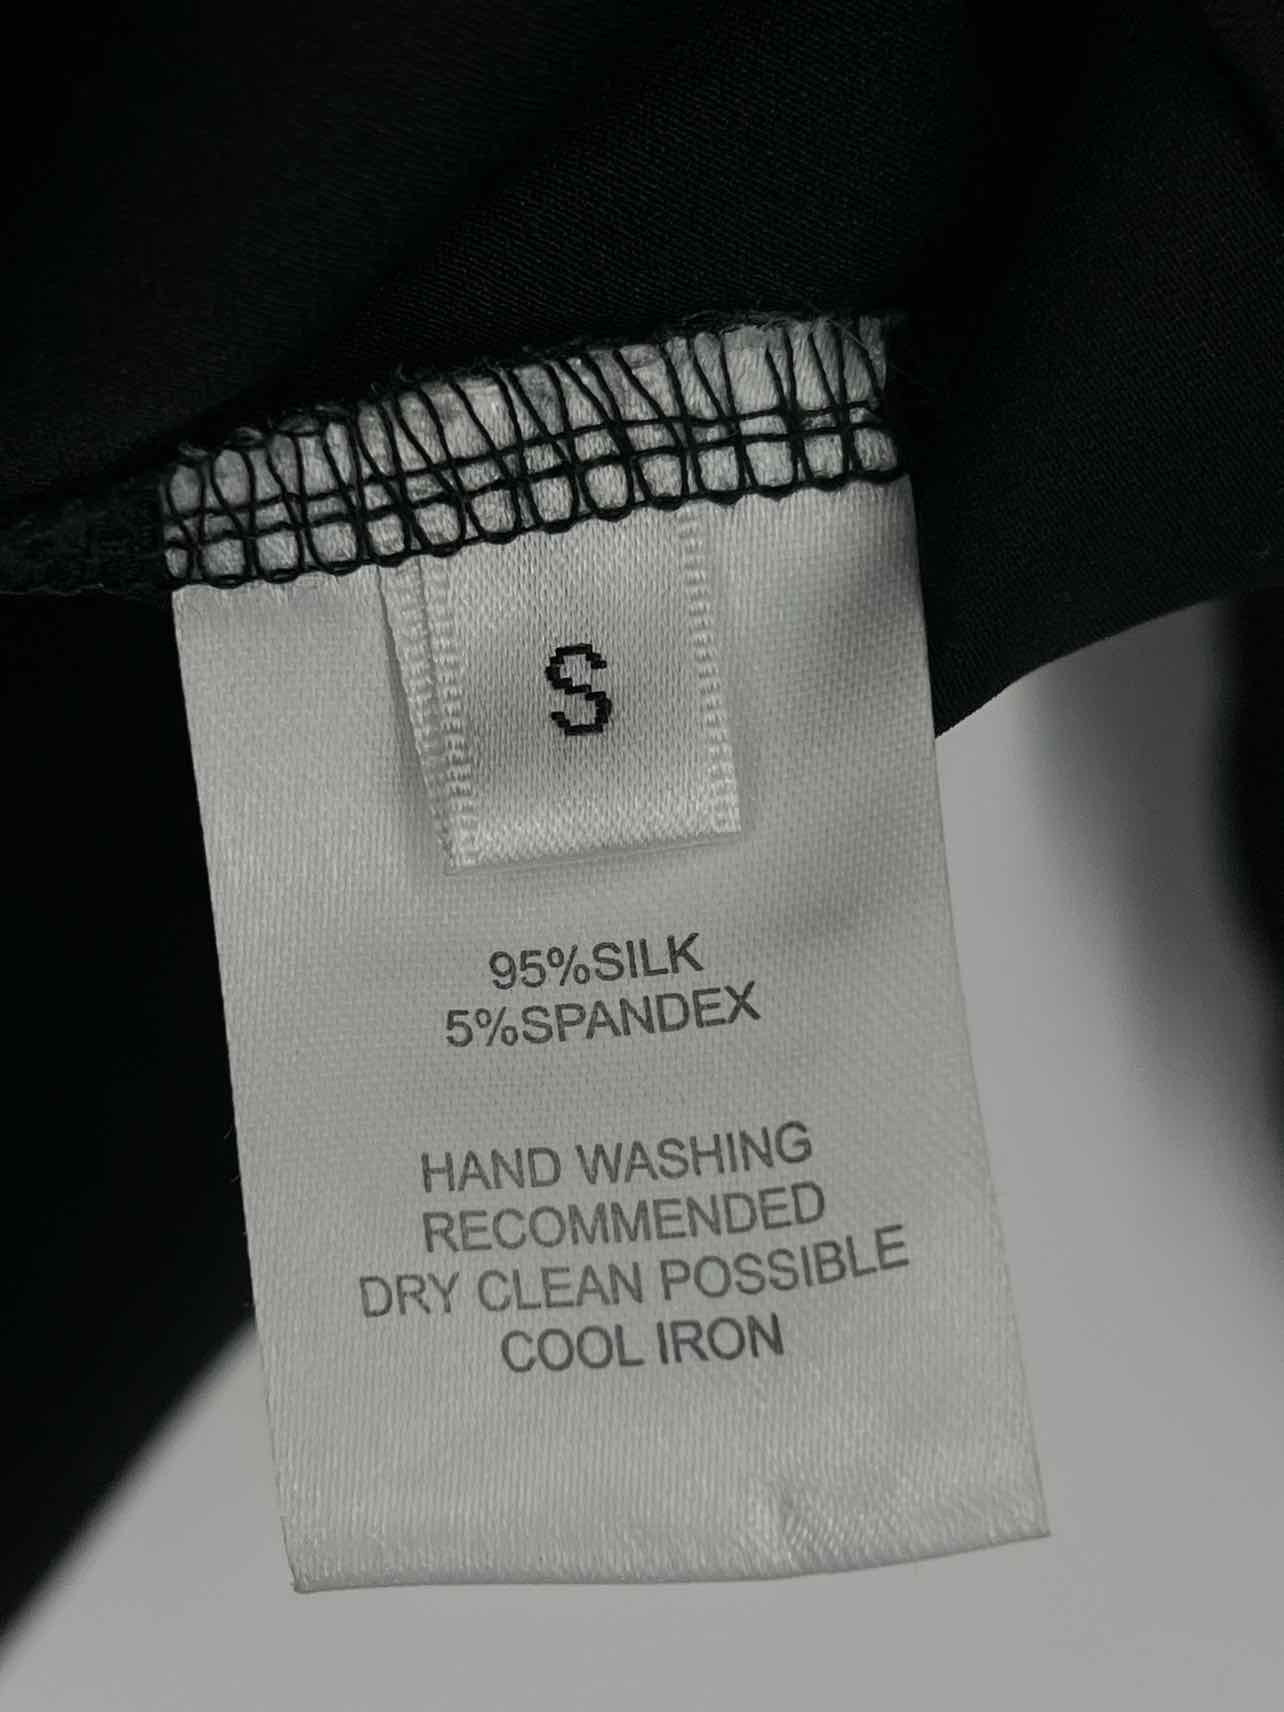 S
95%SILK
5%SPANDEX
HAND WASHING
RECOMMENDED
DRY CLEAN POSSIBLE
COOL IRON